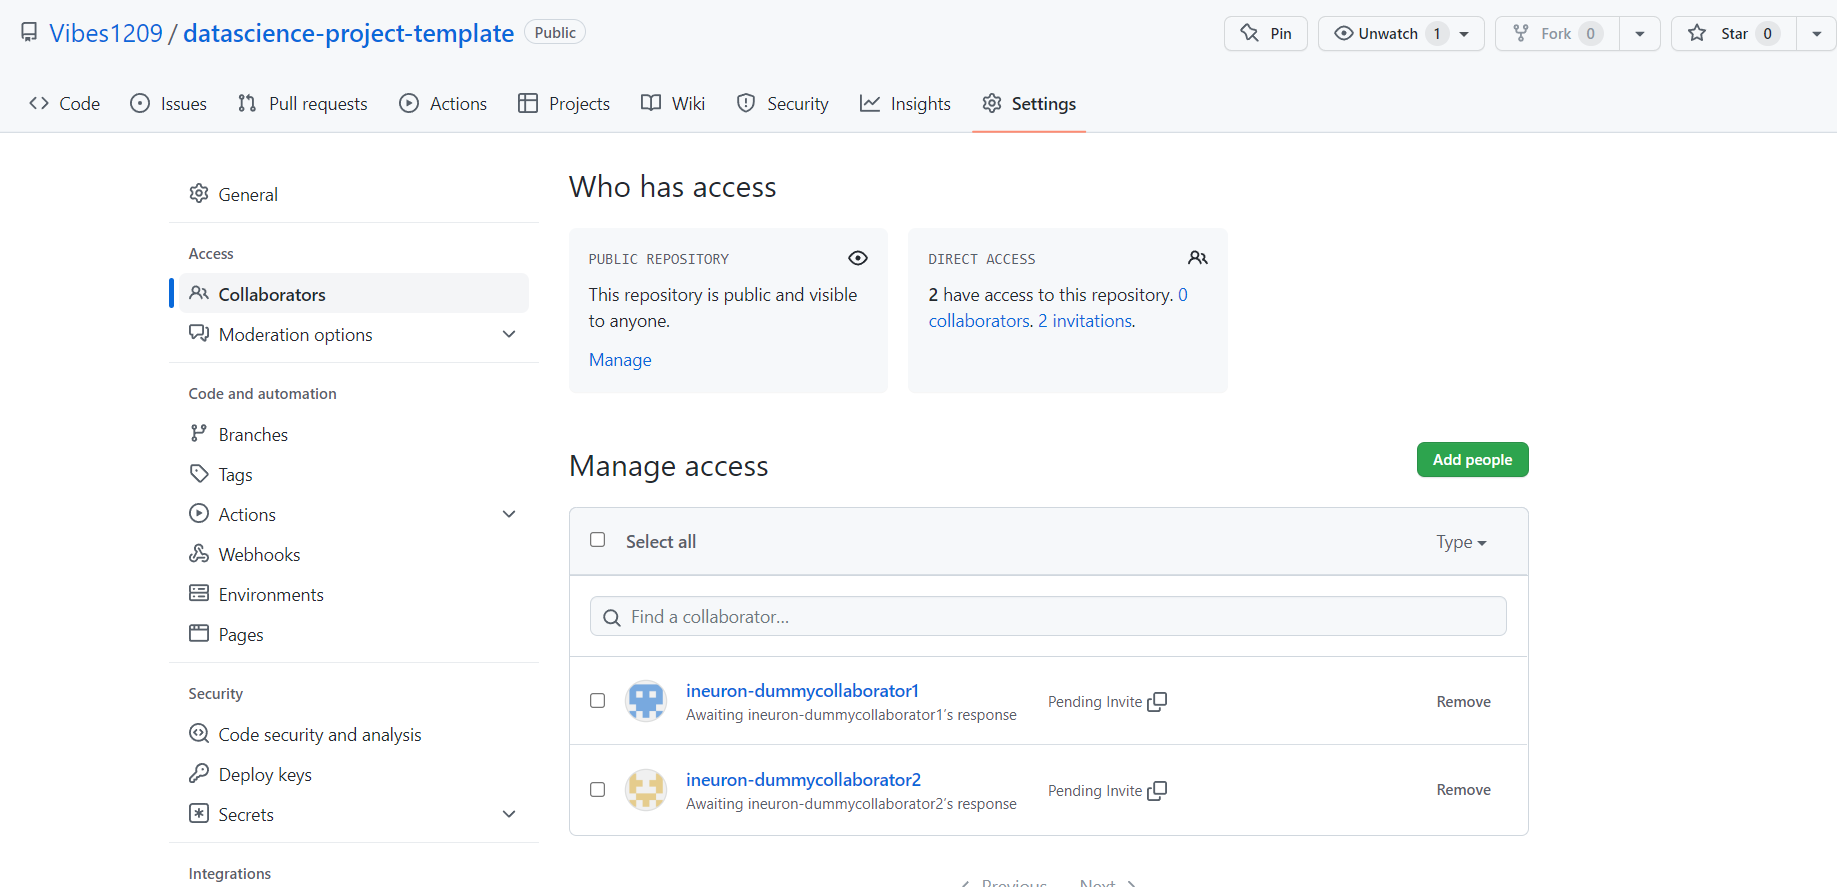 Vibes1209 / datascience-project-template Public
Pin Unwatch 1 Fork 0 Star 0
Code Issues Pull requests Actions Projects Wiki Security Insights Settings
General
Access
Collaborators
Moderation options
Code and automation
Branches
Tags
Actions
Webhooks
Environments
Pages
Security
Code security and analysis
Deploy keys
Secrets
Integrations
Who has access
PUBLIC REPOSITORY
This repository is public and visible
to anyone.
Manage
DIRECT ACCESS
2 have access to this repository. 0
collaborators. 2 invitations.
Manage access
Add people
Select all
Type
Find a collaborator...
ineuron-dummycollaborator1
Awaiting ineuron-dummycollaborator1's response
Pending Invite
Remove
ineuron-dummycollaborator2
Awaiting ineuron-dummycollaborator2's response
Pending Invite
Remove
Previous Next